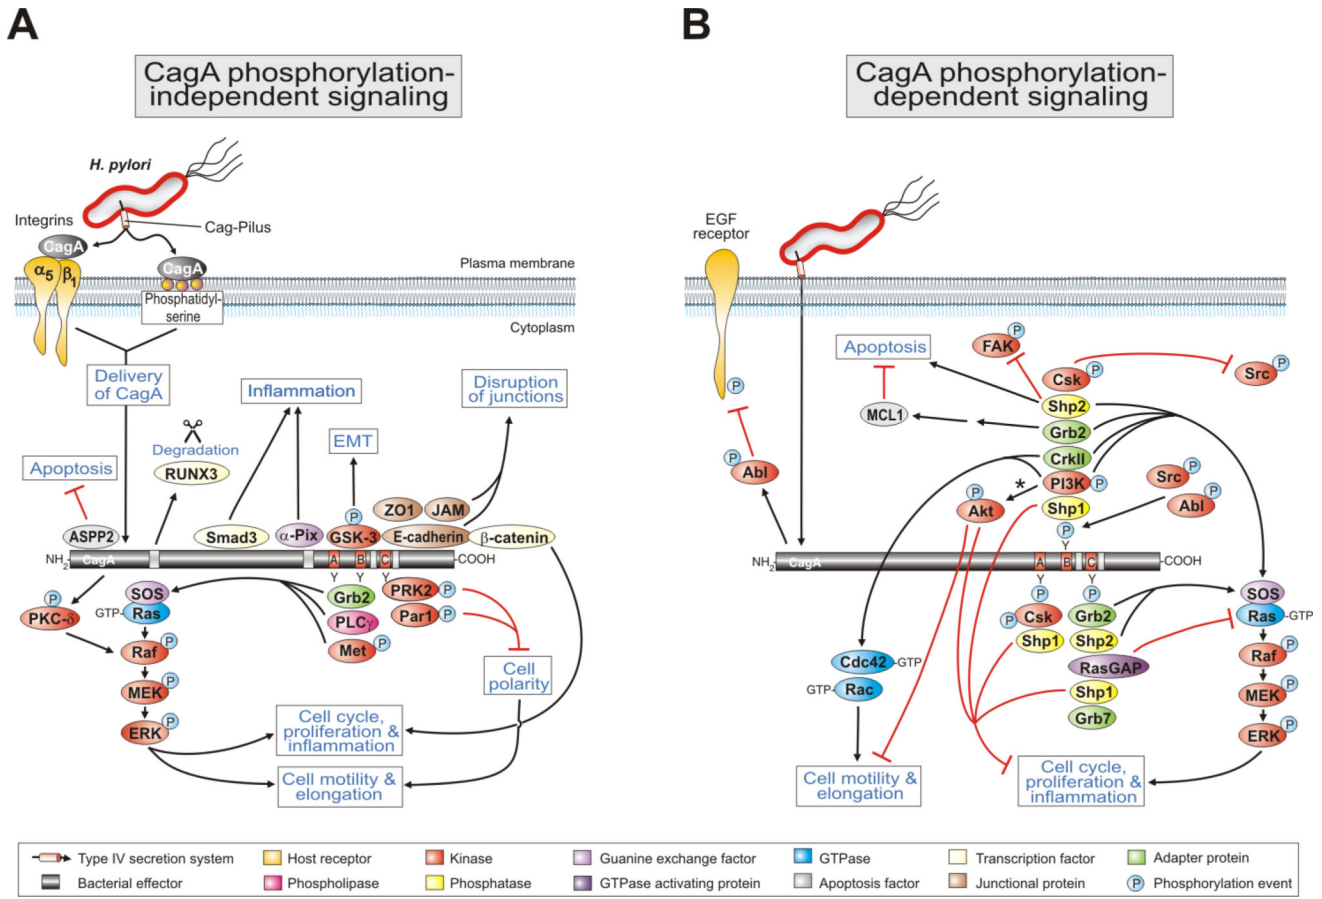 A
CagA phosphorylation-
independent signaling
H. pylori
Integrins
Cag-Pilus
CagA
CagA
α5 β1
Plasma membrane
Phosphatidyl-
serine
Cytoplasm
Delivery
of CagA
Inflammation
Disruption
of junctions
EMT
Degradation
Apoptosis
RUNX3
P
ZO1 JAM
ASPP2
Smad3
α-Pix
GSK-3
E-cadherin
β-catenin
NH2
CagA
A B C
COOH
Y Y Y
P
SOS
Grb2
PRK2 P
PKC-δ
GTP-Ras
PLCγ
Par1 P
Raf P
Met P
MEK P
Cell
polarity
ERK P
Cell cycle,
proliferation &
inflammation
Cell motility &
elongation
B
CagA phosphorylation-
dependent signaling
EGF
receptor
P
FAK
Apoptosis
Csk P
Src P
P
Shp2
MCL1
Grb2
P
Abl
CrkII
Src P
*
PI3K P
P
Akt
Shp1
Abl P
P
Y
NH2
CagA
A B C
COOH
Y Y
P P
P Csk
Grb2
SOS
Shp1
Shp2
Ras -GTP
Cdc42 -GTP
RasGAP
Raf P
GTP- Rac
Shp1
MEK P
Grb7
ERK P
Cell motility &
elongation
Cell cycle,
proliferation &
inflammation
Type IV secretion system
Host receptor
Kinase
Guanine exchange factor
GTPase
Transcription factor
Adapter protein
Bacterial effector
Phospholipase
Phosphatase
GTPase activating protein
Apoptosis factor
Junctional protein
P Phosphorylation event